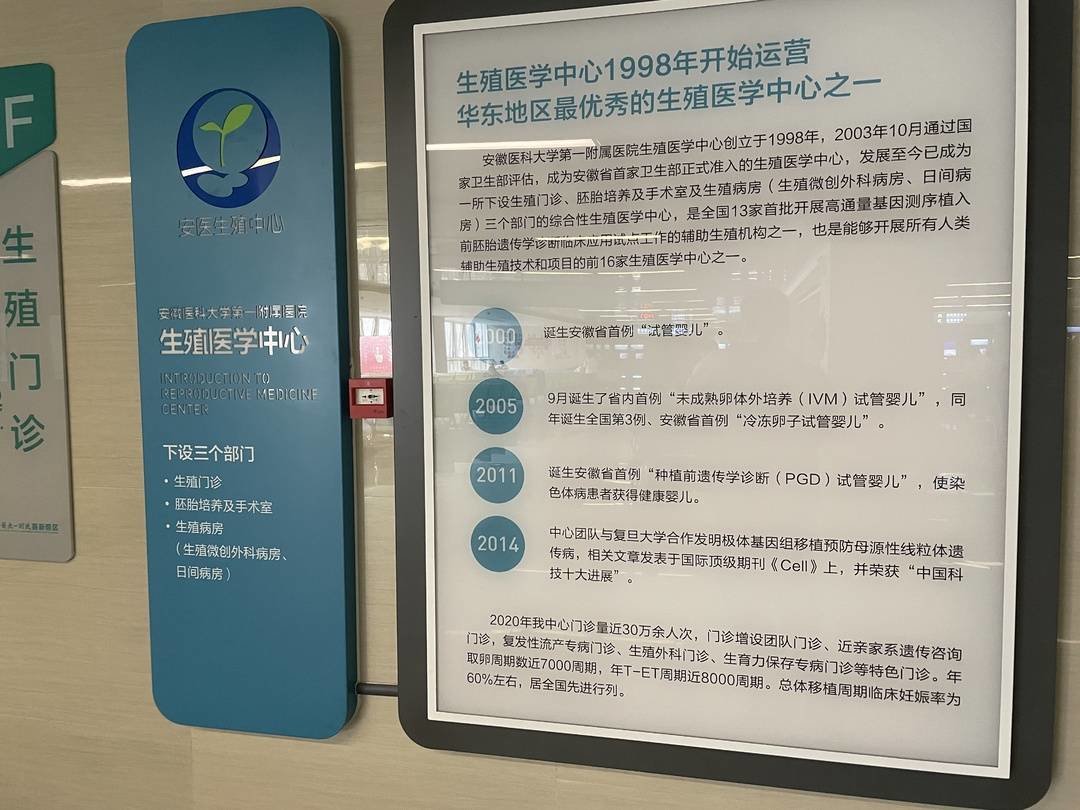 F
生
殖
门
诊
安医生殖中心
安徽医科大学第一附属医院
生殖医学中心
INTRODUCTION TO
REPRODUCTIVE MEDICINE
CENTER
下设三个部门
• 生殖门诊
• 胚胎培养及手术室
• 生殖病房
（生殖微创外科病房、
日间病房）
生殖医学中心1998年开始运营
华东地区最优秀的生殖医学中心之一
安徽医科大学第一附属医院生殖医学中心创立于1998年，2003年10月通过国
家卫生部评估，成为安徽省首家卫生部正式准入的生殖医学中心，发展至今已成为
一所下设生殖门诊、胚胎培养及手术室及生殖病房（生殖微创外科病房、日间病
房）三个部门的综合性生殖医学中心，是全国13家首批开展高通量基因测序植入
前胚胎遗传学诊断临床应用试点工作的辅助生殖机构之一，也是能够开展所有人类
辅助生殖技术和项目的前16家生殖医学中心之一。
诞生安徽省首例“试管婴儿”。
2005
9月诞生了省内首例“未成熟卵体外培养（IVM）试管婴儿”，同
年诞生全国第3例、安徽省首例“冷冻卵子试管婴儿”。
2011
诞生安徽省首例“种植前遗传学诊断（PGD）试管婴儿”，使染
色体病患者获得健康婴儿。
2014
中心团队与复旦大学合作发明极体基因组移植预防母源性线粒体遗
传病，相关文章发表于国际顶级期刊《Cell》上，并荣获“中国科
技十大进展”。
2020年我中心门诊量近30万余人次，门诊增设团队门诊、近亲家系遗传咨询
门诊，复发性流产专病门诊、生殖外科门诊、生育力保存专病门诊等特色门诊。年
取卵周期数近7000周期，年T-ET周期近8000周期。总体移植周期临床妊娠率为
60%左右，居全国先进行列。